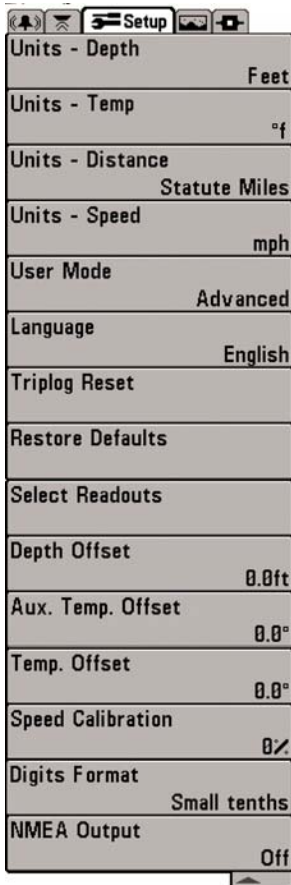 Setup
Units - Depth
Feet
Units - Temp
°f
Units - Distance
Statute Miles
Units - Speed
mph
User Mode
Advanced
Language
English
Triplog Reset
Restore Defaults
Select Readouts
Depth Offset
0.0ft
Aux. Temp. Offset
0.0°
Temp. Offset
0.0°
Speed Calibration
0%
Digits Format
Small tenths
NMEA Output
Off